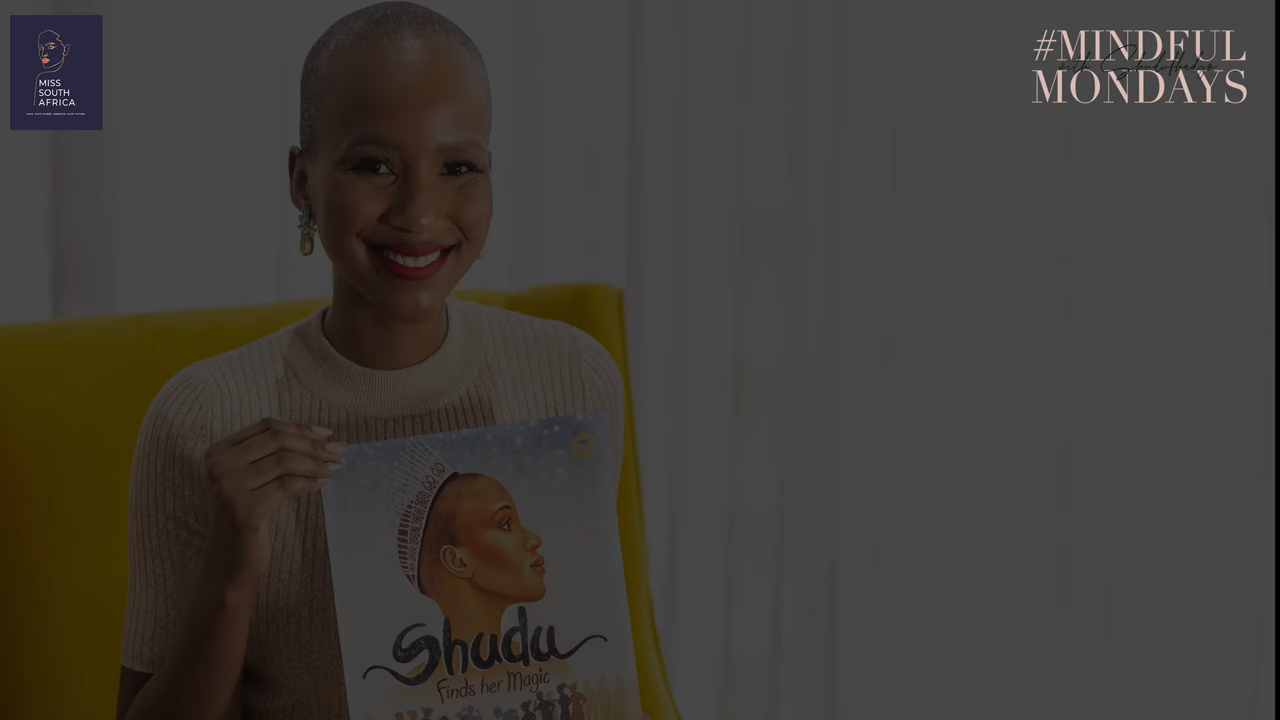 MISS
SOUTH
AFRICA
#MINDFUL
MONDAYS
Shudu
finds her Magic